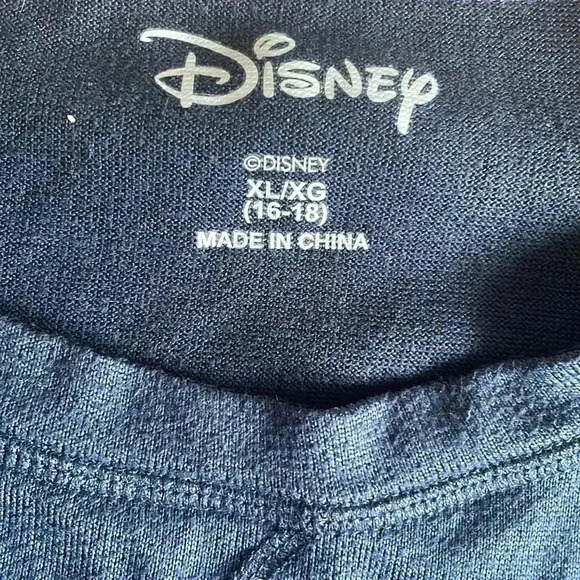 Disney
©DISNEY
XL/XG
(16-18)
MADE IN CHINA